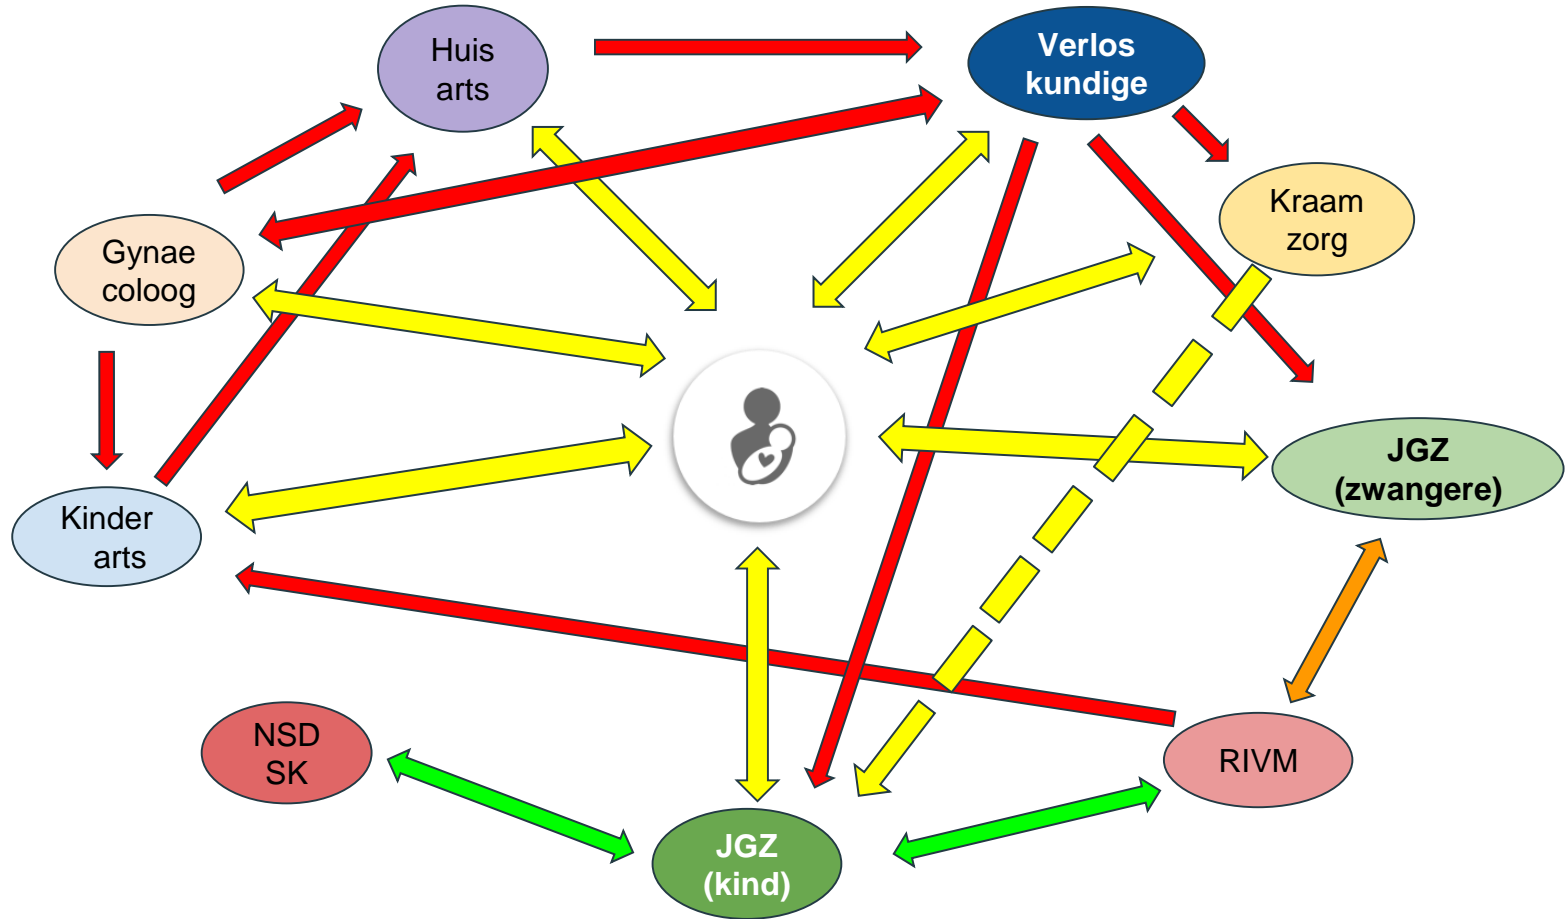 Huis
arts
Verlos
kundige
Kraam
zorg
Gynae
coloog
JGZ
(zwangere)
Kinder
arts
NSD
SK
RIVM
JGZ
(kind)